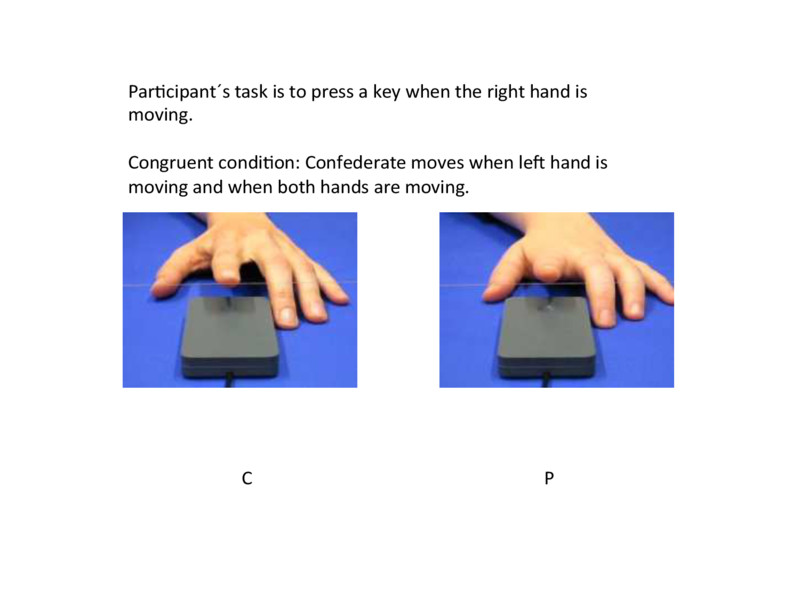 Participant´s task is to press a key when the right hand is
moving.
Congruent condition: Confederate moves when left hand is
moving and when both hands are moving.
C
P